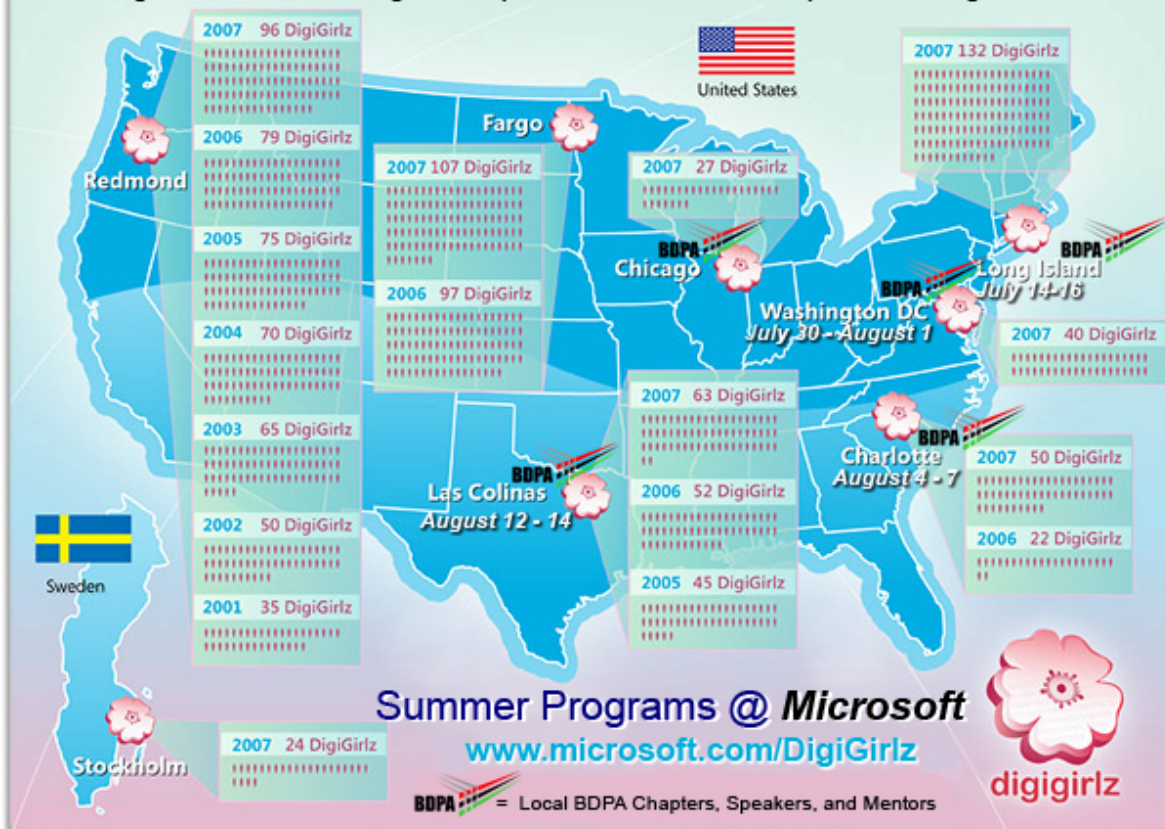 2007 96 DigiGirlz
2006 79 DigiGirlz
2005 75 DigiGirlz
2004 70 DigiGirlz
2003 65 DigiGirlz
2002 50 DigiGirlz
2001 35 DigiGirlz
Redmond
United States
Fargo
2007 107 DigiGirlz
2006 97 DigiGirlz
2007 27 DigiGirlz
BDPA
Chicago
2007 132 DigiGirlz
BDPA
Long Island
July 14-16
BDPA
Washington DC
July 30 - August 1
2007 40 DigiGirlz
2007 63 DigiGirlz
2006 52 DigiGirlz
2005 45 DigiGirlz
BDPA
Las Colinas
August 12 - 14
BDPA
Charlotte
August 4 - 7
2007 50 DigiGirlz
2006 22 DigiGirlz
Sweden
Stockholm
2007 24 DigiGirlz
Summer Programs @ Microsoft
www.microsoft.com/DigiGirlz
BDPA = Local BDPA Chapters, Speakers, and Mentors
digigirlz